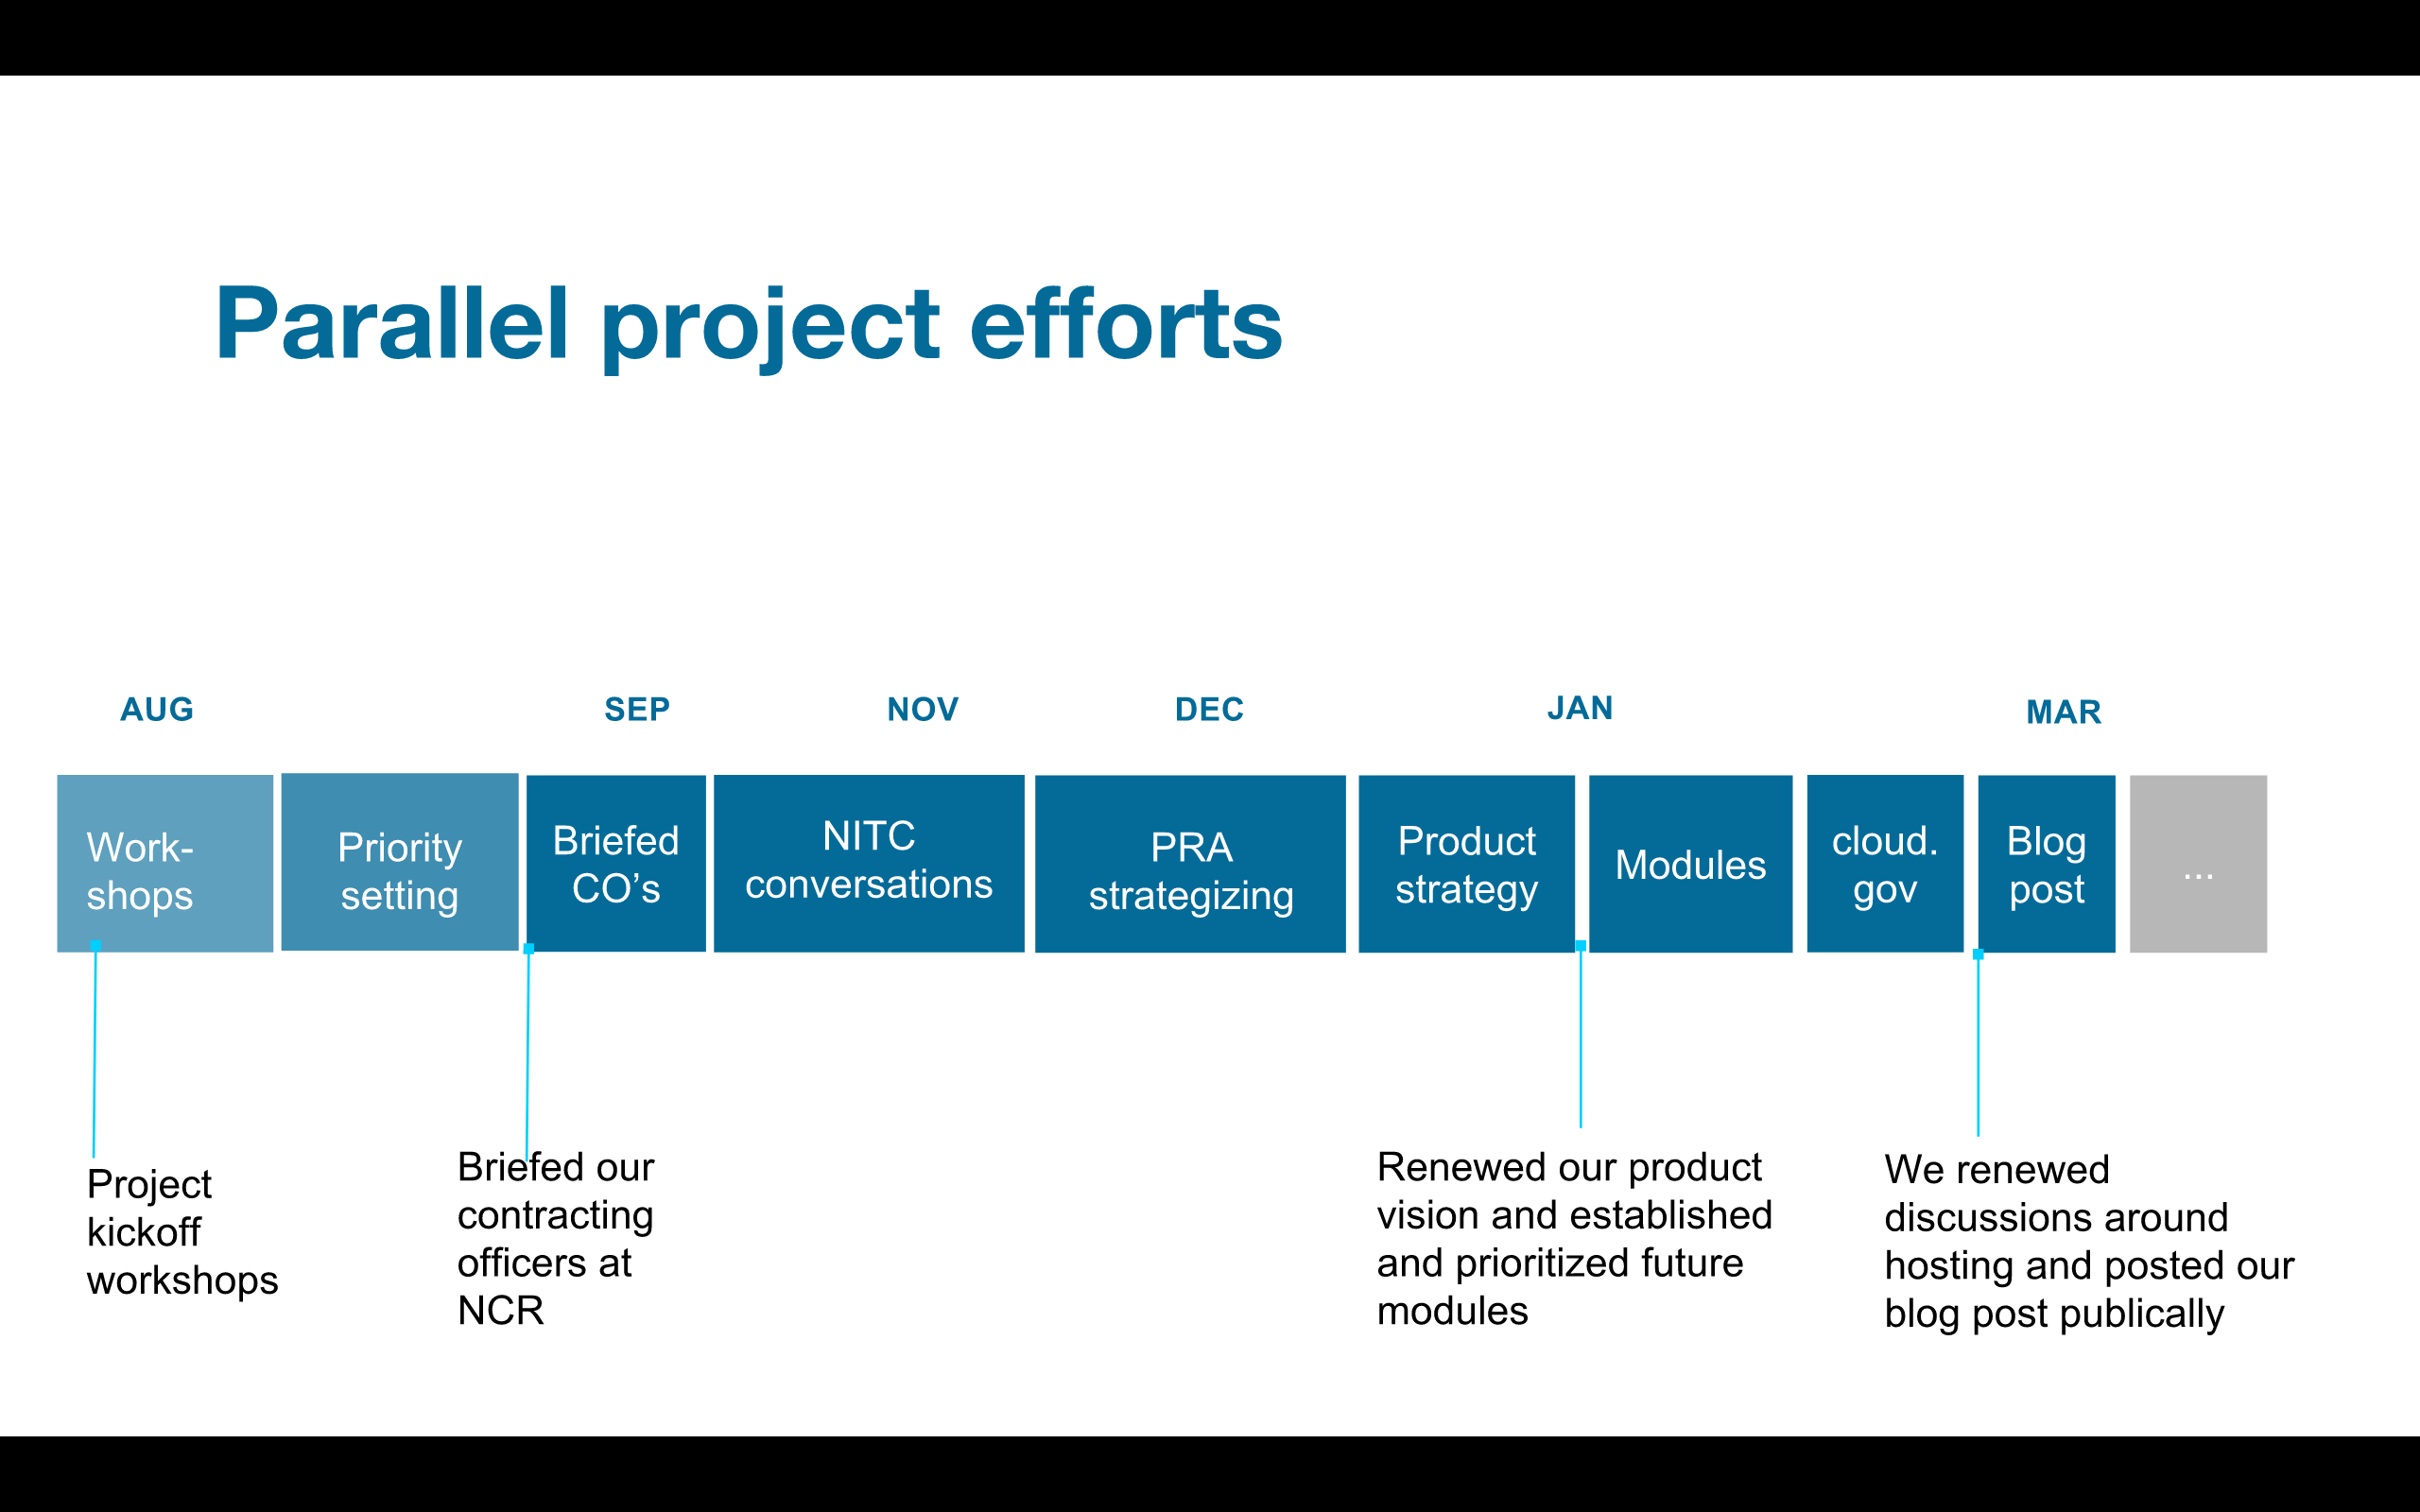 Parallel project efforts
AUG
SEP
NOV
DEC
JAN
MAR
Work-
shops
Priority
setting
Briefed
CO’s
NITC
conversations
PRA
strategizing
Product
strategy
Modules
cloud.
gov
Blog
post
...
Project
kickoff
workshops
Briefed our
contracting
officers at
NCR
Renewed our product
vision and established
and prioritized future
modules
We renewed
discussions around
hosting and posted our
blog post publically